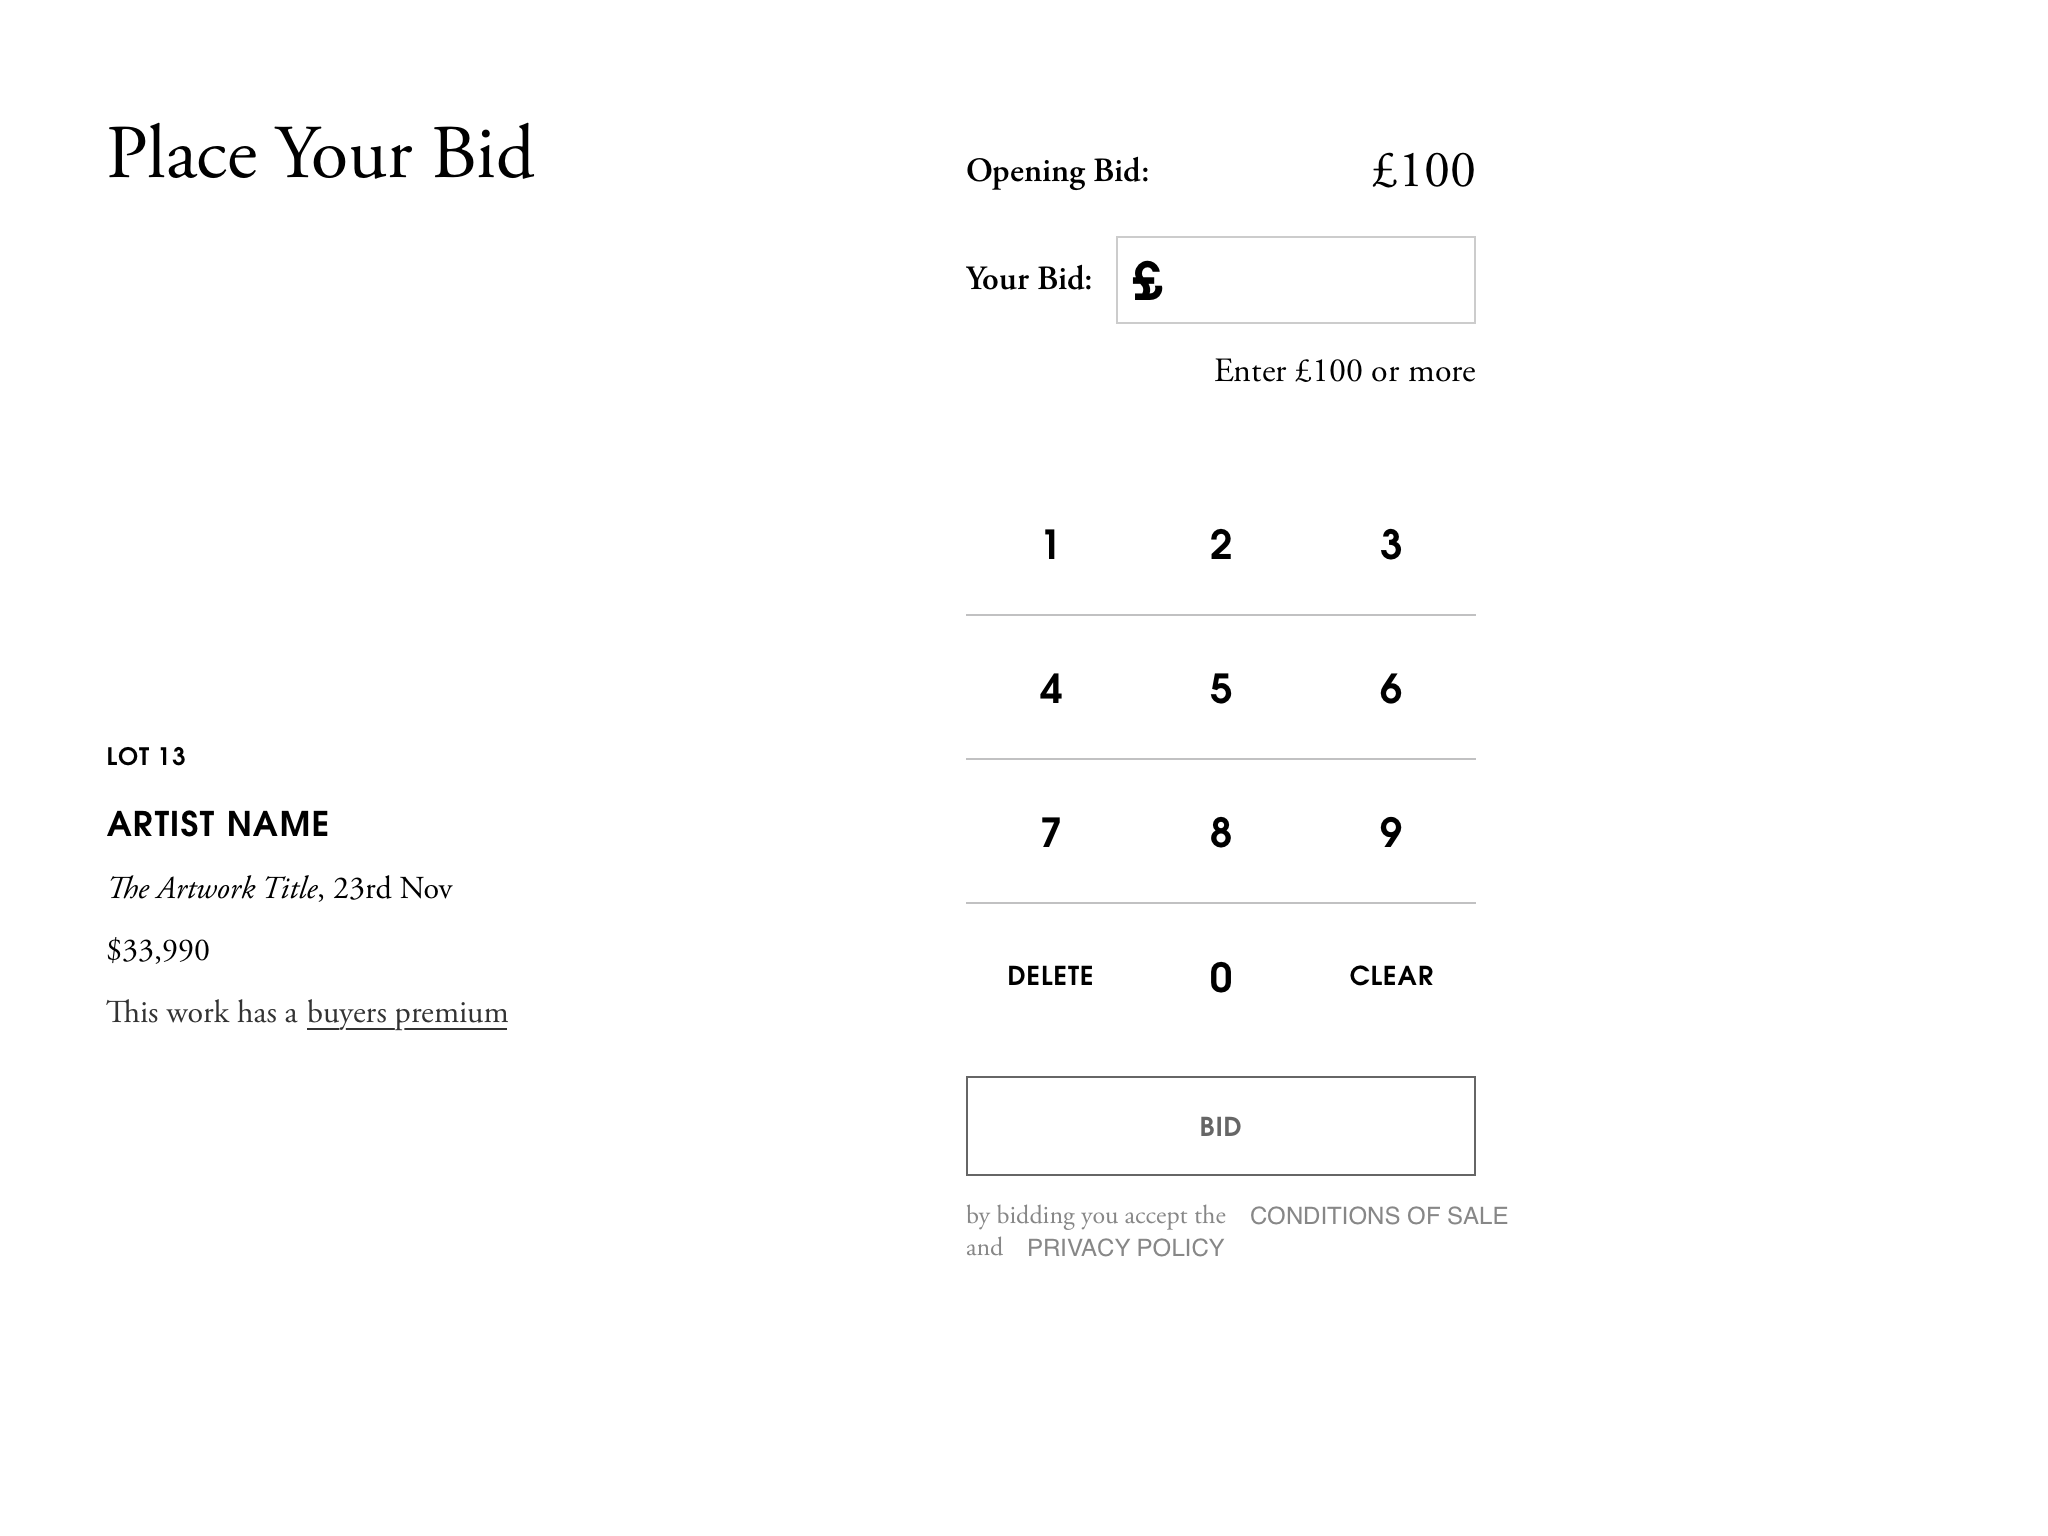 Place Your Bid
LOT 13
ARTIST NAME
The Artwork Title, 23rd Nov
$33,990
This work has a buyers premium
Opening Bid: £100
Your Bid: £
Enter £100 or more
1 2 3
4 5 6
7 8 9
DELETE 0 CLEAR
BID
by bidding you accept the CONDITIONS OF SALE
and PRIVACY POLICY